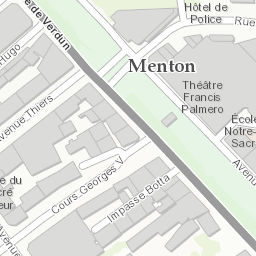 Hôtel de
Police
Rue
de Verdun
Hugo
Menton
Théâtre
Francis
Palmero
Avenue Thiers
École
Notre-
Sacr
Cours Georges V
Impasse Botta
e du
cré
eur
Avenu
Avenue